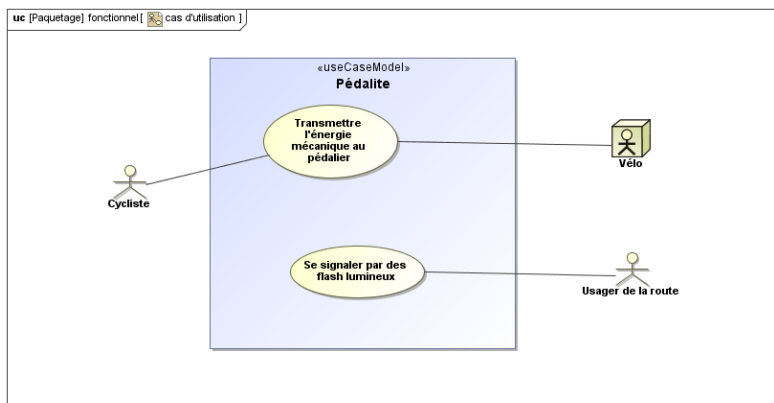 uc [Paquetage] fonctionnel[ cas d'utilisation ]
«useCaseModel»
Pédalite
Transmettre
l'énergie
mécanique au
pédalier
Vélo
Cycliste
Se signaler par des
flash lumineux
Usager de la route